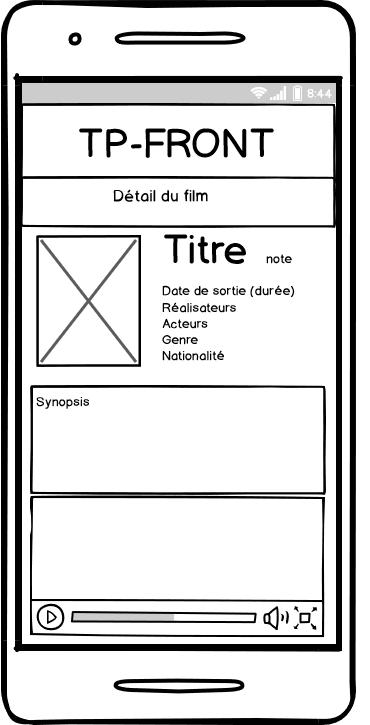 8:44
TP-FRONT
Détail du film
Titre note
Date de sortie (durée)
Réalisateurs
Acteurs
Genre
Nationalité
Synopsis